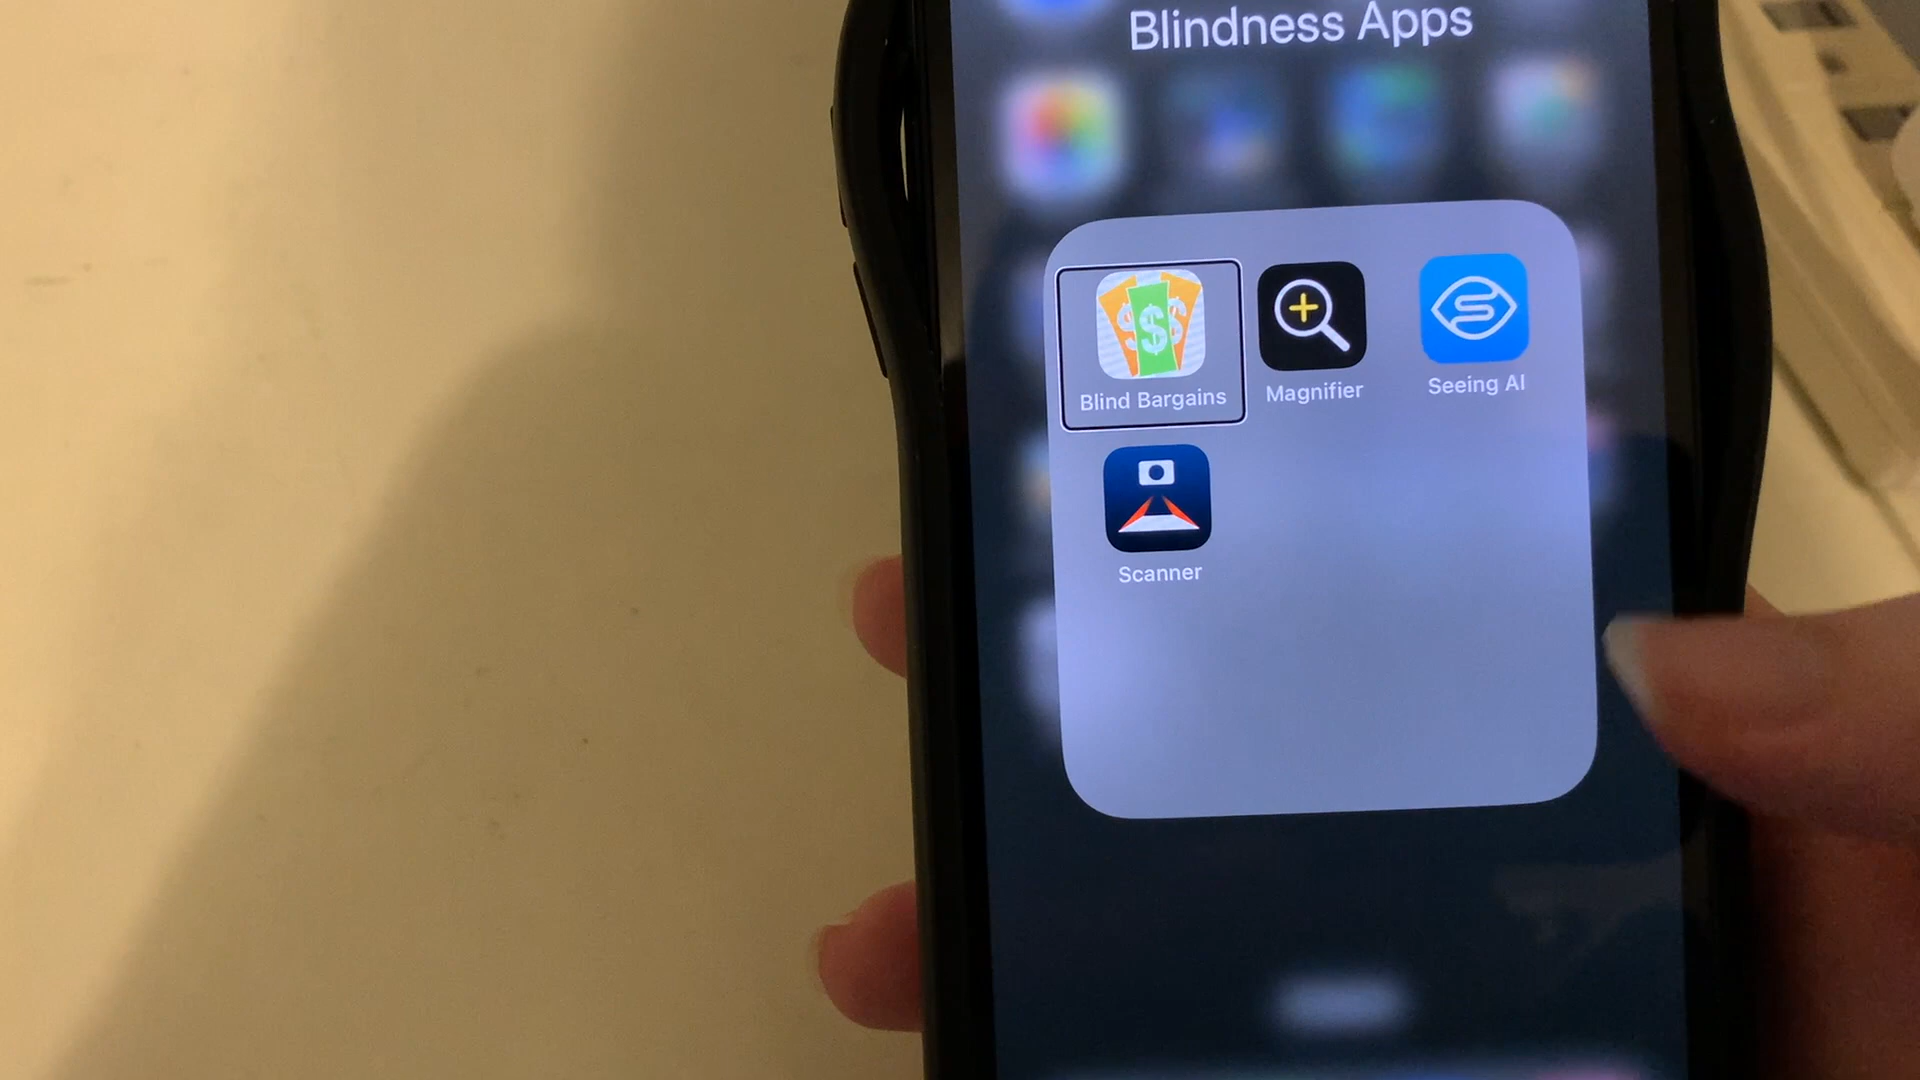 Blindness Apps
Blind Bargains
Magnifier
Seeing AI
Scanner